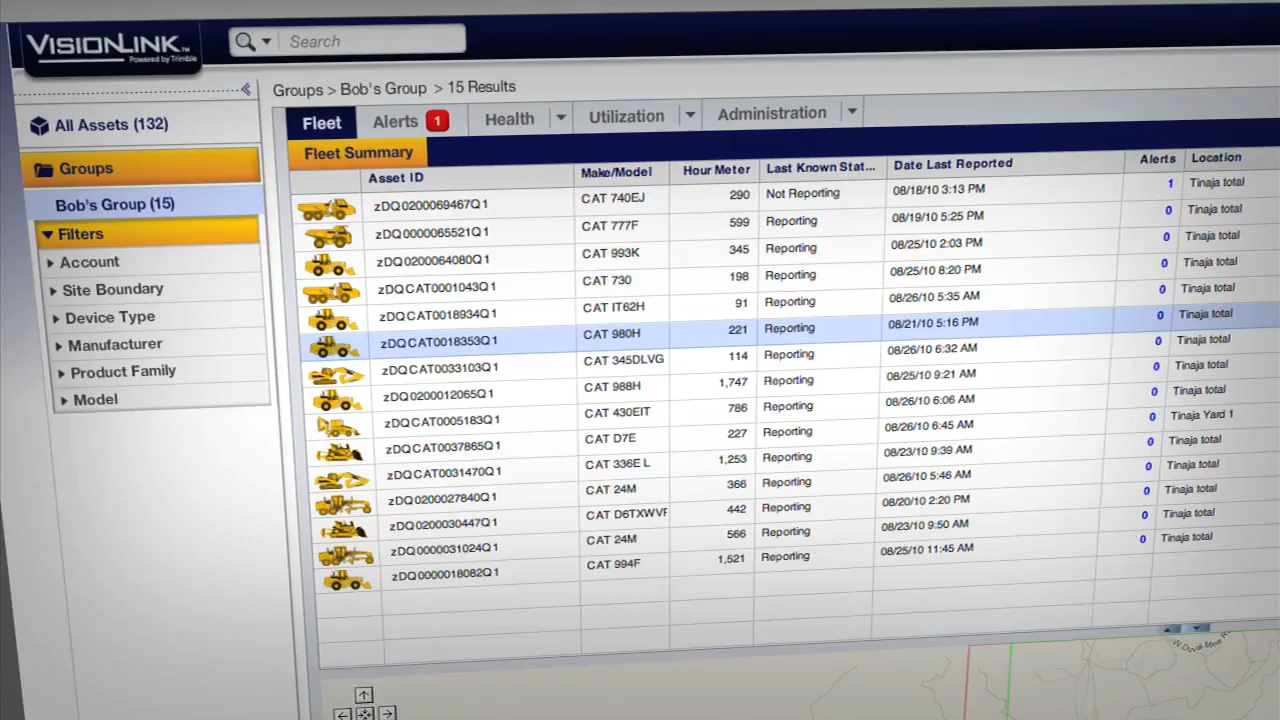 VISIONLINK™
Powered by Trimble
Search
Groups > Bob's Group > 15 Results
All Assets (132)
Groups
Bob's Group (15)
Filters
Account
Site Boundary
Device Type
Manufacturer
Product Family
Model
Fleet Alerts 1 Health Utilization Administration
Fleet Summary
Asset ID Make/Model Hour Meter Last Known Stat... Date Last Reported Alerts Location
zDQ0200069467Q1 CAT 740EJ 290 Not Reporting 08/18/10 3:13 PM 1 Tinaja total
zDQ0000065521Q1 CAT 777F 599 Reporting 08/19/10 5:25 PM 0 Tinaja total
zDQ0200064080Q1 CAT 993K 345 Reporting 08/25/10 2:03 PM 0 Tinaja total
zDQCAT0001043Q1 CAT 730 198 Reporting 08/25/10 8:20 PM 0 Tinaja total
zDQCAT0018934Q1 CAT IT62H 91 Reporting 08/26/10 5:35 AM 0 Tinaja total
zDQCAT0018353Q1 CAT 980H 221 Reporting 08/21/10 5:16 PM 0 Tinaja total
zDQCAT0033103Q1 CAT 345DLVG 114 Reporting 08/26/10 6:32 AM 0 Tinaja total
zDQ0200012065Q1 CAT 988H 1,747 Reporting 08/25/10 9:21 AM 0 Tinaja total
zDQCAT0005183Q1 CAT 430EIT 786 Reporting 08/26/10 6:06 AM 0 Tinaja total
zDQCAT0037865Q1 CAT D7E 227 Reporting 08/26/10 6:45 AM 0 Tinaja Yard 1
zDQCAT0031470Q1 CAT 336E L 1,253 Reporting 08/23/10 9:39 AM 0 Tinaja total
zDQ0200027840Q1 CAT 24M 366 Reporting 08/26/10 5:46 AM 0 Tinaja total
zDQ0200030447Q1 CAT D6TXWVF 442 Reporting 08/20/10 2:20 PM 0 Tinaja total
zDQ0000031024Q1 CAT 24M 566 Reporting 08/23/10 9:50 AM 0 Tinaja total
zDQ0000018082Q1 CAT 994F 1,521 Reporting 08/25/10 11:45 AM 0 Tinaja total
W Duval Mine